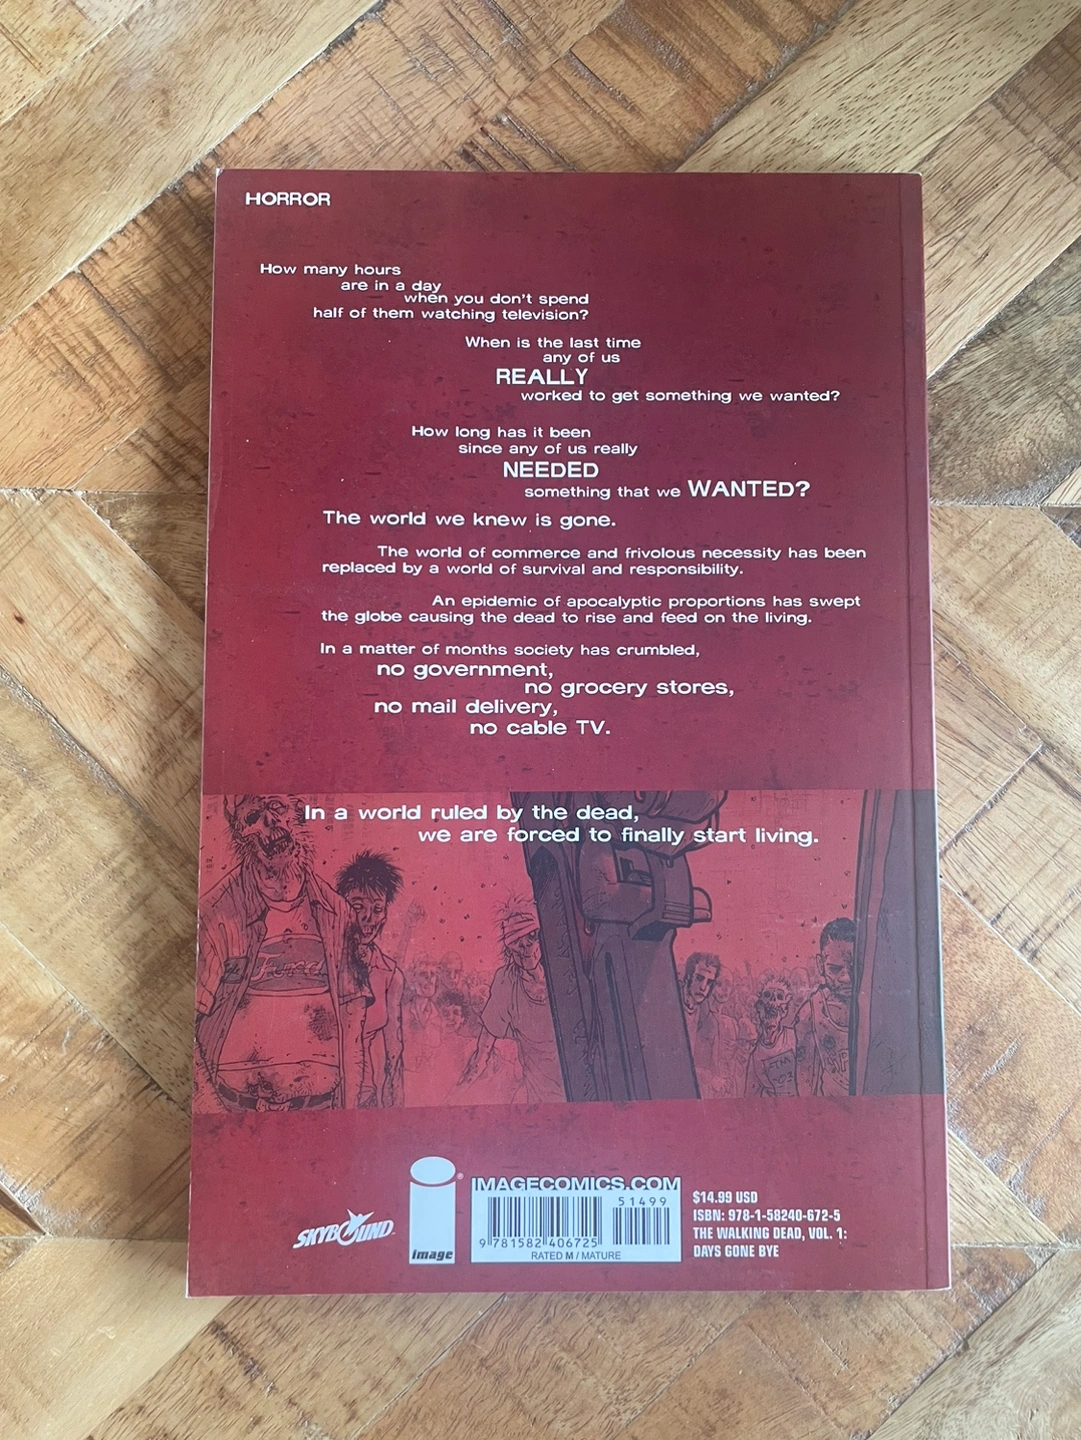 HORROR
How many hours
are in a day
when you don't spend
half of them watching television?
When is the last time
any of us
REALLY
worked to get something we wanted?
How long has it been
since any of us really
NEEDED
something that we WANTED?
The world we knew is gone.
The world of commerce and frivolous necessity has been
replaced by a world of survival and responsibility.
An epidemic of apocalyptic proportions has swept
the globe causing the dead to rise and feed on the living.
In a matter of months society has crumbled,
no government,
no grocery stores,
no mail delivery,
no cable TV.
In a world ruled by the dead,
we are forced to finally start living.
FTM
'03
SKYBOUND
image
IMAGECOMICS.COM
51499
9 781582 406725
RATED M / MATURE
$14.99 USD
ISBN: 978-1-58240-672-5
THE WALKING DEAD, VOL. 1:
DAYS GONE BYE